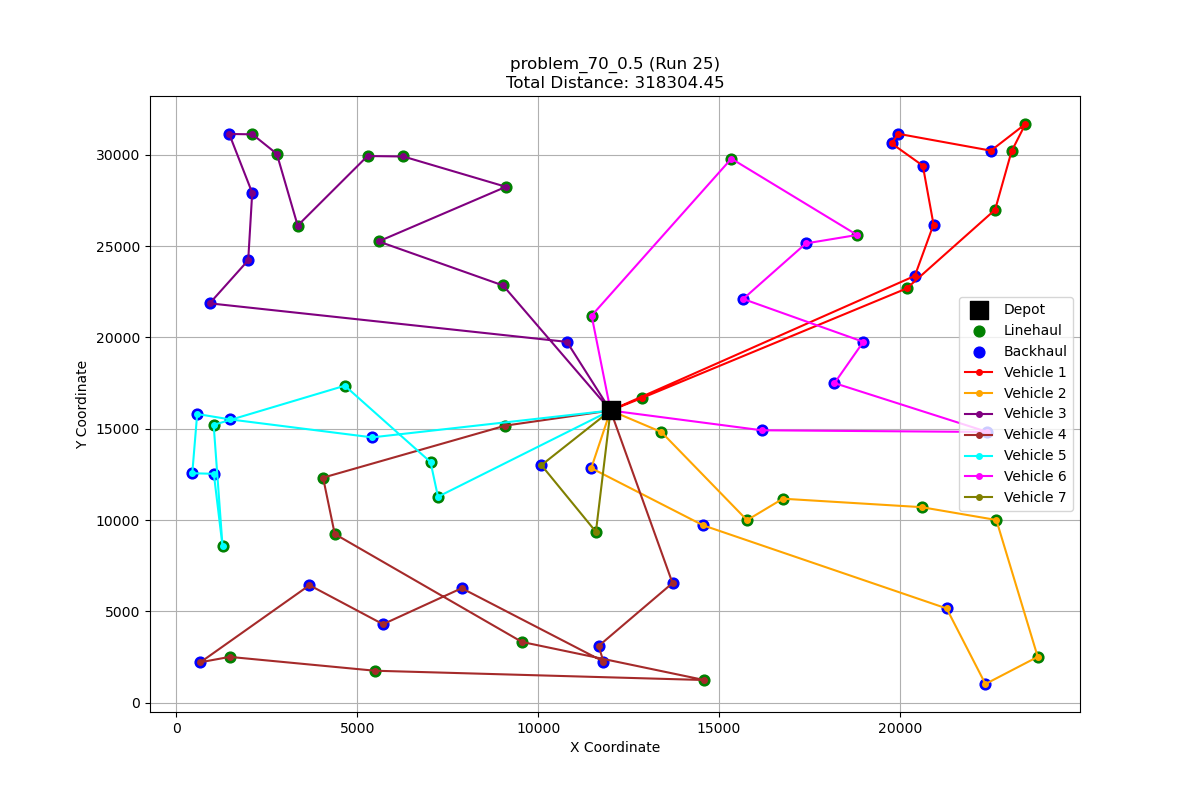 problem_70_0.5 (Run 25)
Total Distance: 318304.45
Y Coordinate
30000
25000
20000
15000
10000
5000
0
0
5000
10000
15000
20000
X Coordinate
Depot
Linehaul
Backhaul
Vehicle 1
Vehicle 2
Vehicle 3
Vehicle 4
Vehicle 5
Vehicle 6
Vehicle 7